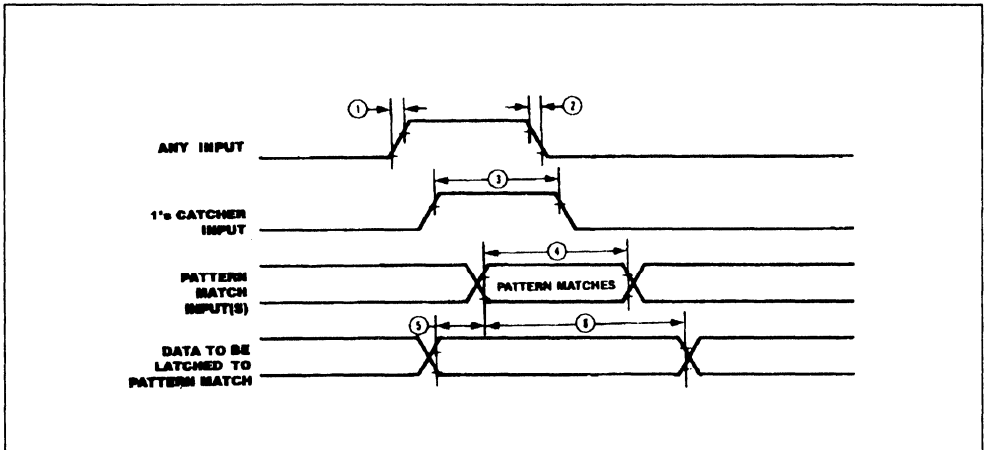 1
2
ANY INPUT
3
1's CATCHER
INPUT
4
PATTERN
MATCH
INPUT(S)
PATTERN MATCHES
5
6
DATA TO BE
LATCHED TO
PATTERN MATCH